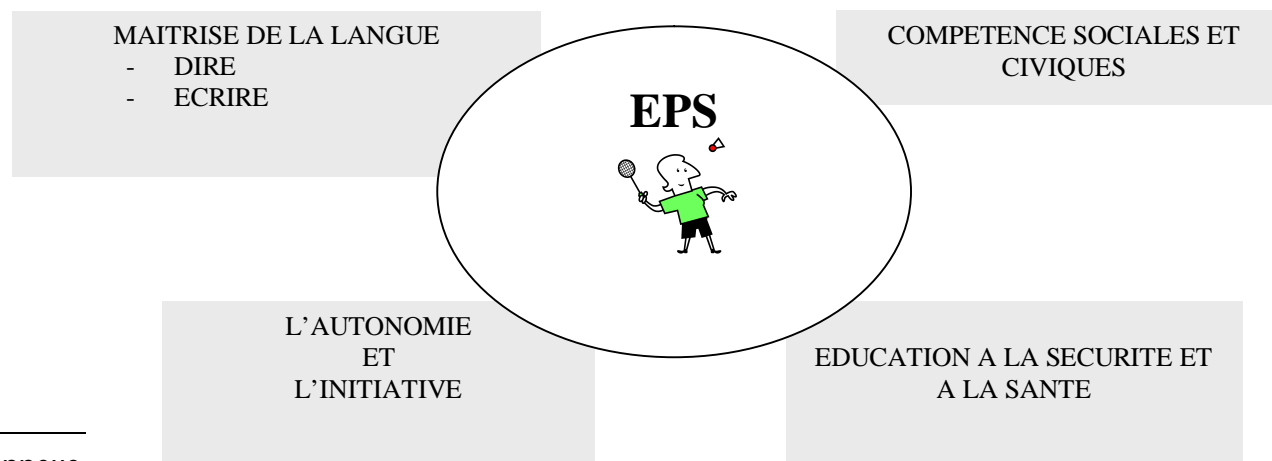 MAITRISE DE LA LANGUE
- DIRE
- ECRIRE
COMPETENCE SOCIALES ET
CIVIQUES
EPS
L’AUTONOMIE
ET
L’INITIATIVE
EDUCATION A LA SECURITE ET
A LA SANTE